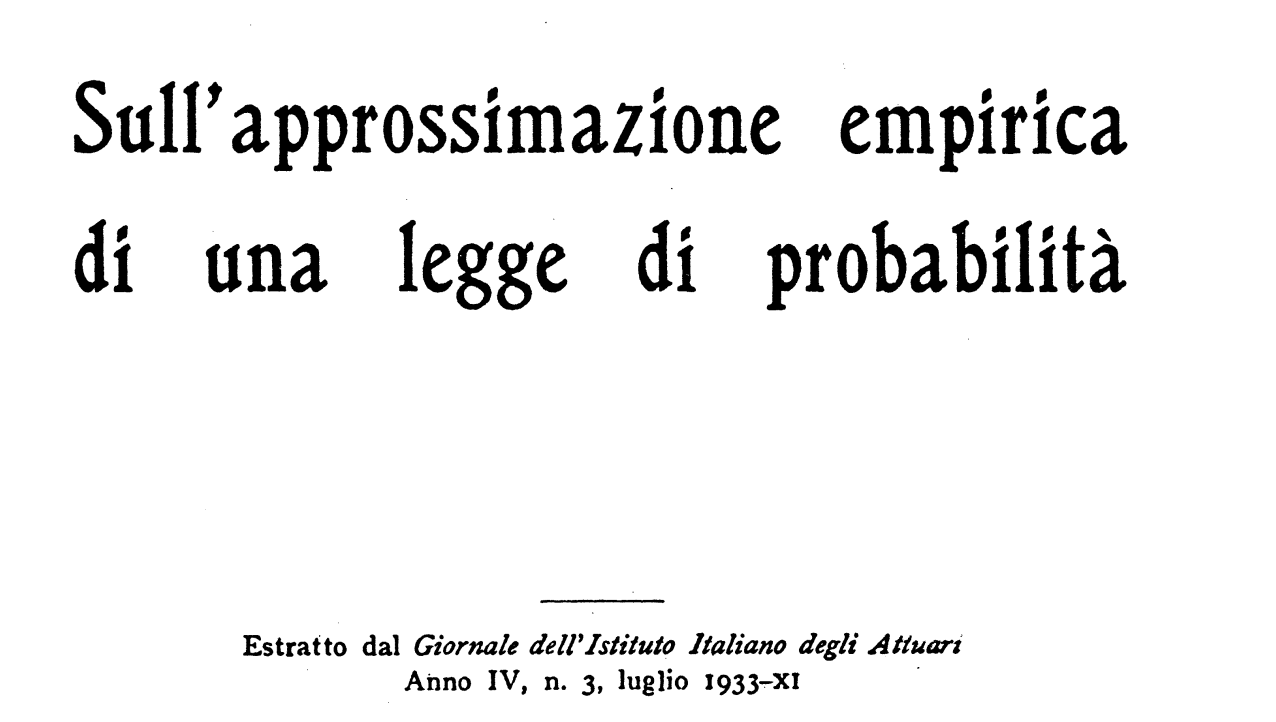 Sull'approssimazione empirica
di una legge di probabilità
Estratto dal Giornale dell'Istituto Italiano degli Attuari
Anno IV, n. 3, luglio 1933-XI